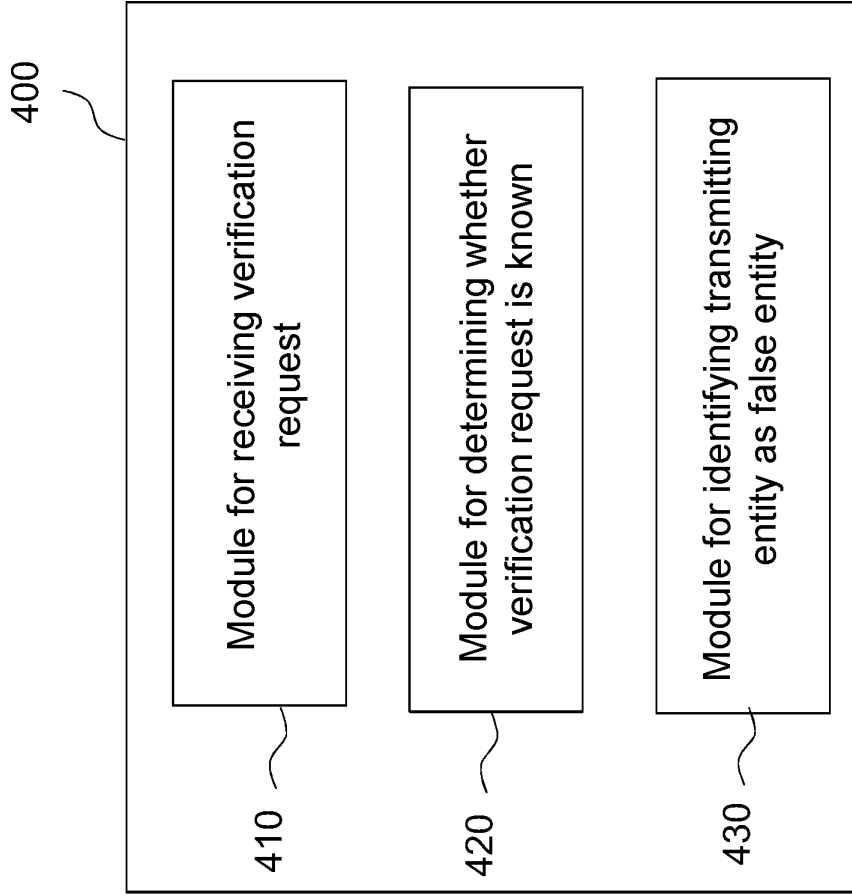 400
410
Module for receiving verification
request
420
Module for determining whether
verification request is known
430
Module for identifying transmitting
entity as false entity